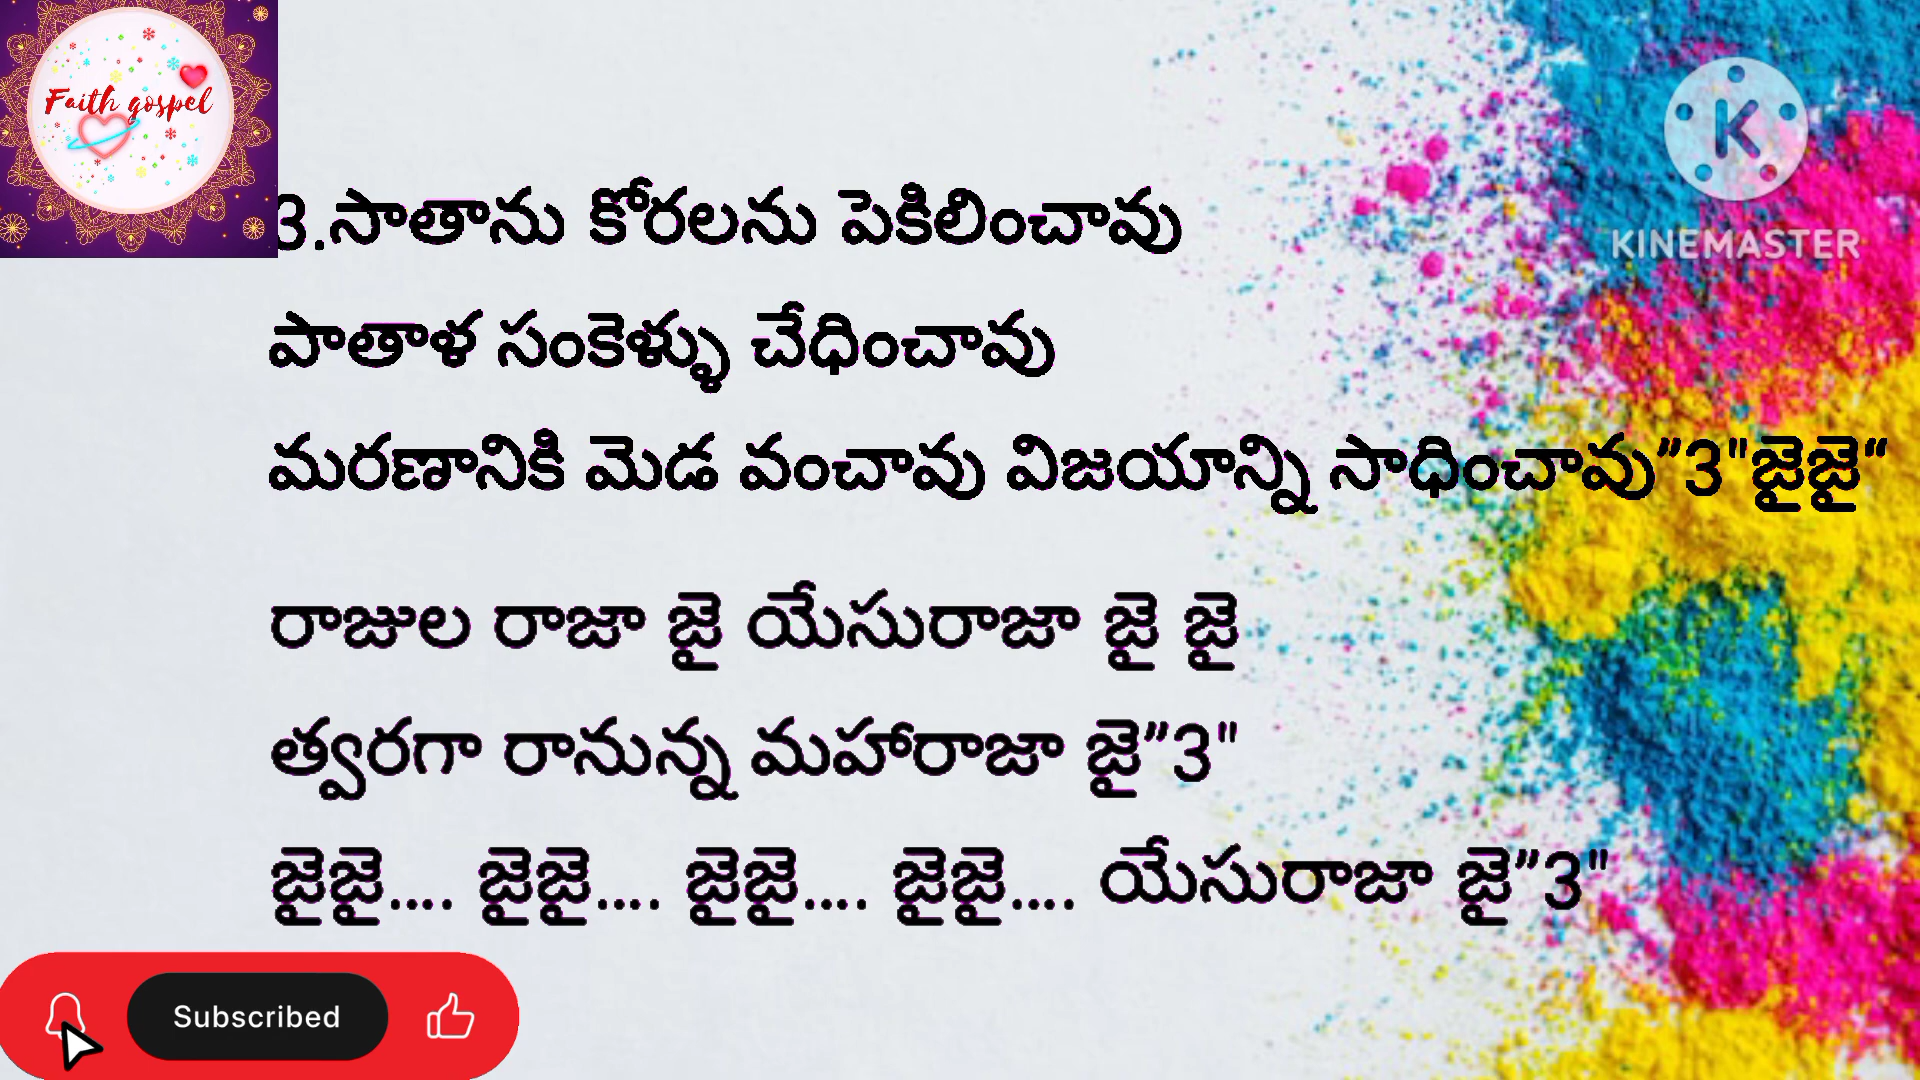 Faith gospel
KINEMASTER
3.సాతాను కోరలను పెకిలించావు
పాతాళ సంకెళ్ళు చేధించావు
మరణానికి మెడ వంచావు విజయాన్ని సాధించావు”3"జైజై“
రాజుల రాజా జై యేసురాజా జై జై
త్వరగా రానున్న మహారాజా జై”3"
జైజై.... జైజై.... జైజై.... జైజై.... యేసురాజా జై”3"
Subscribed